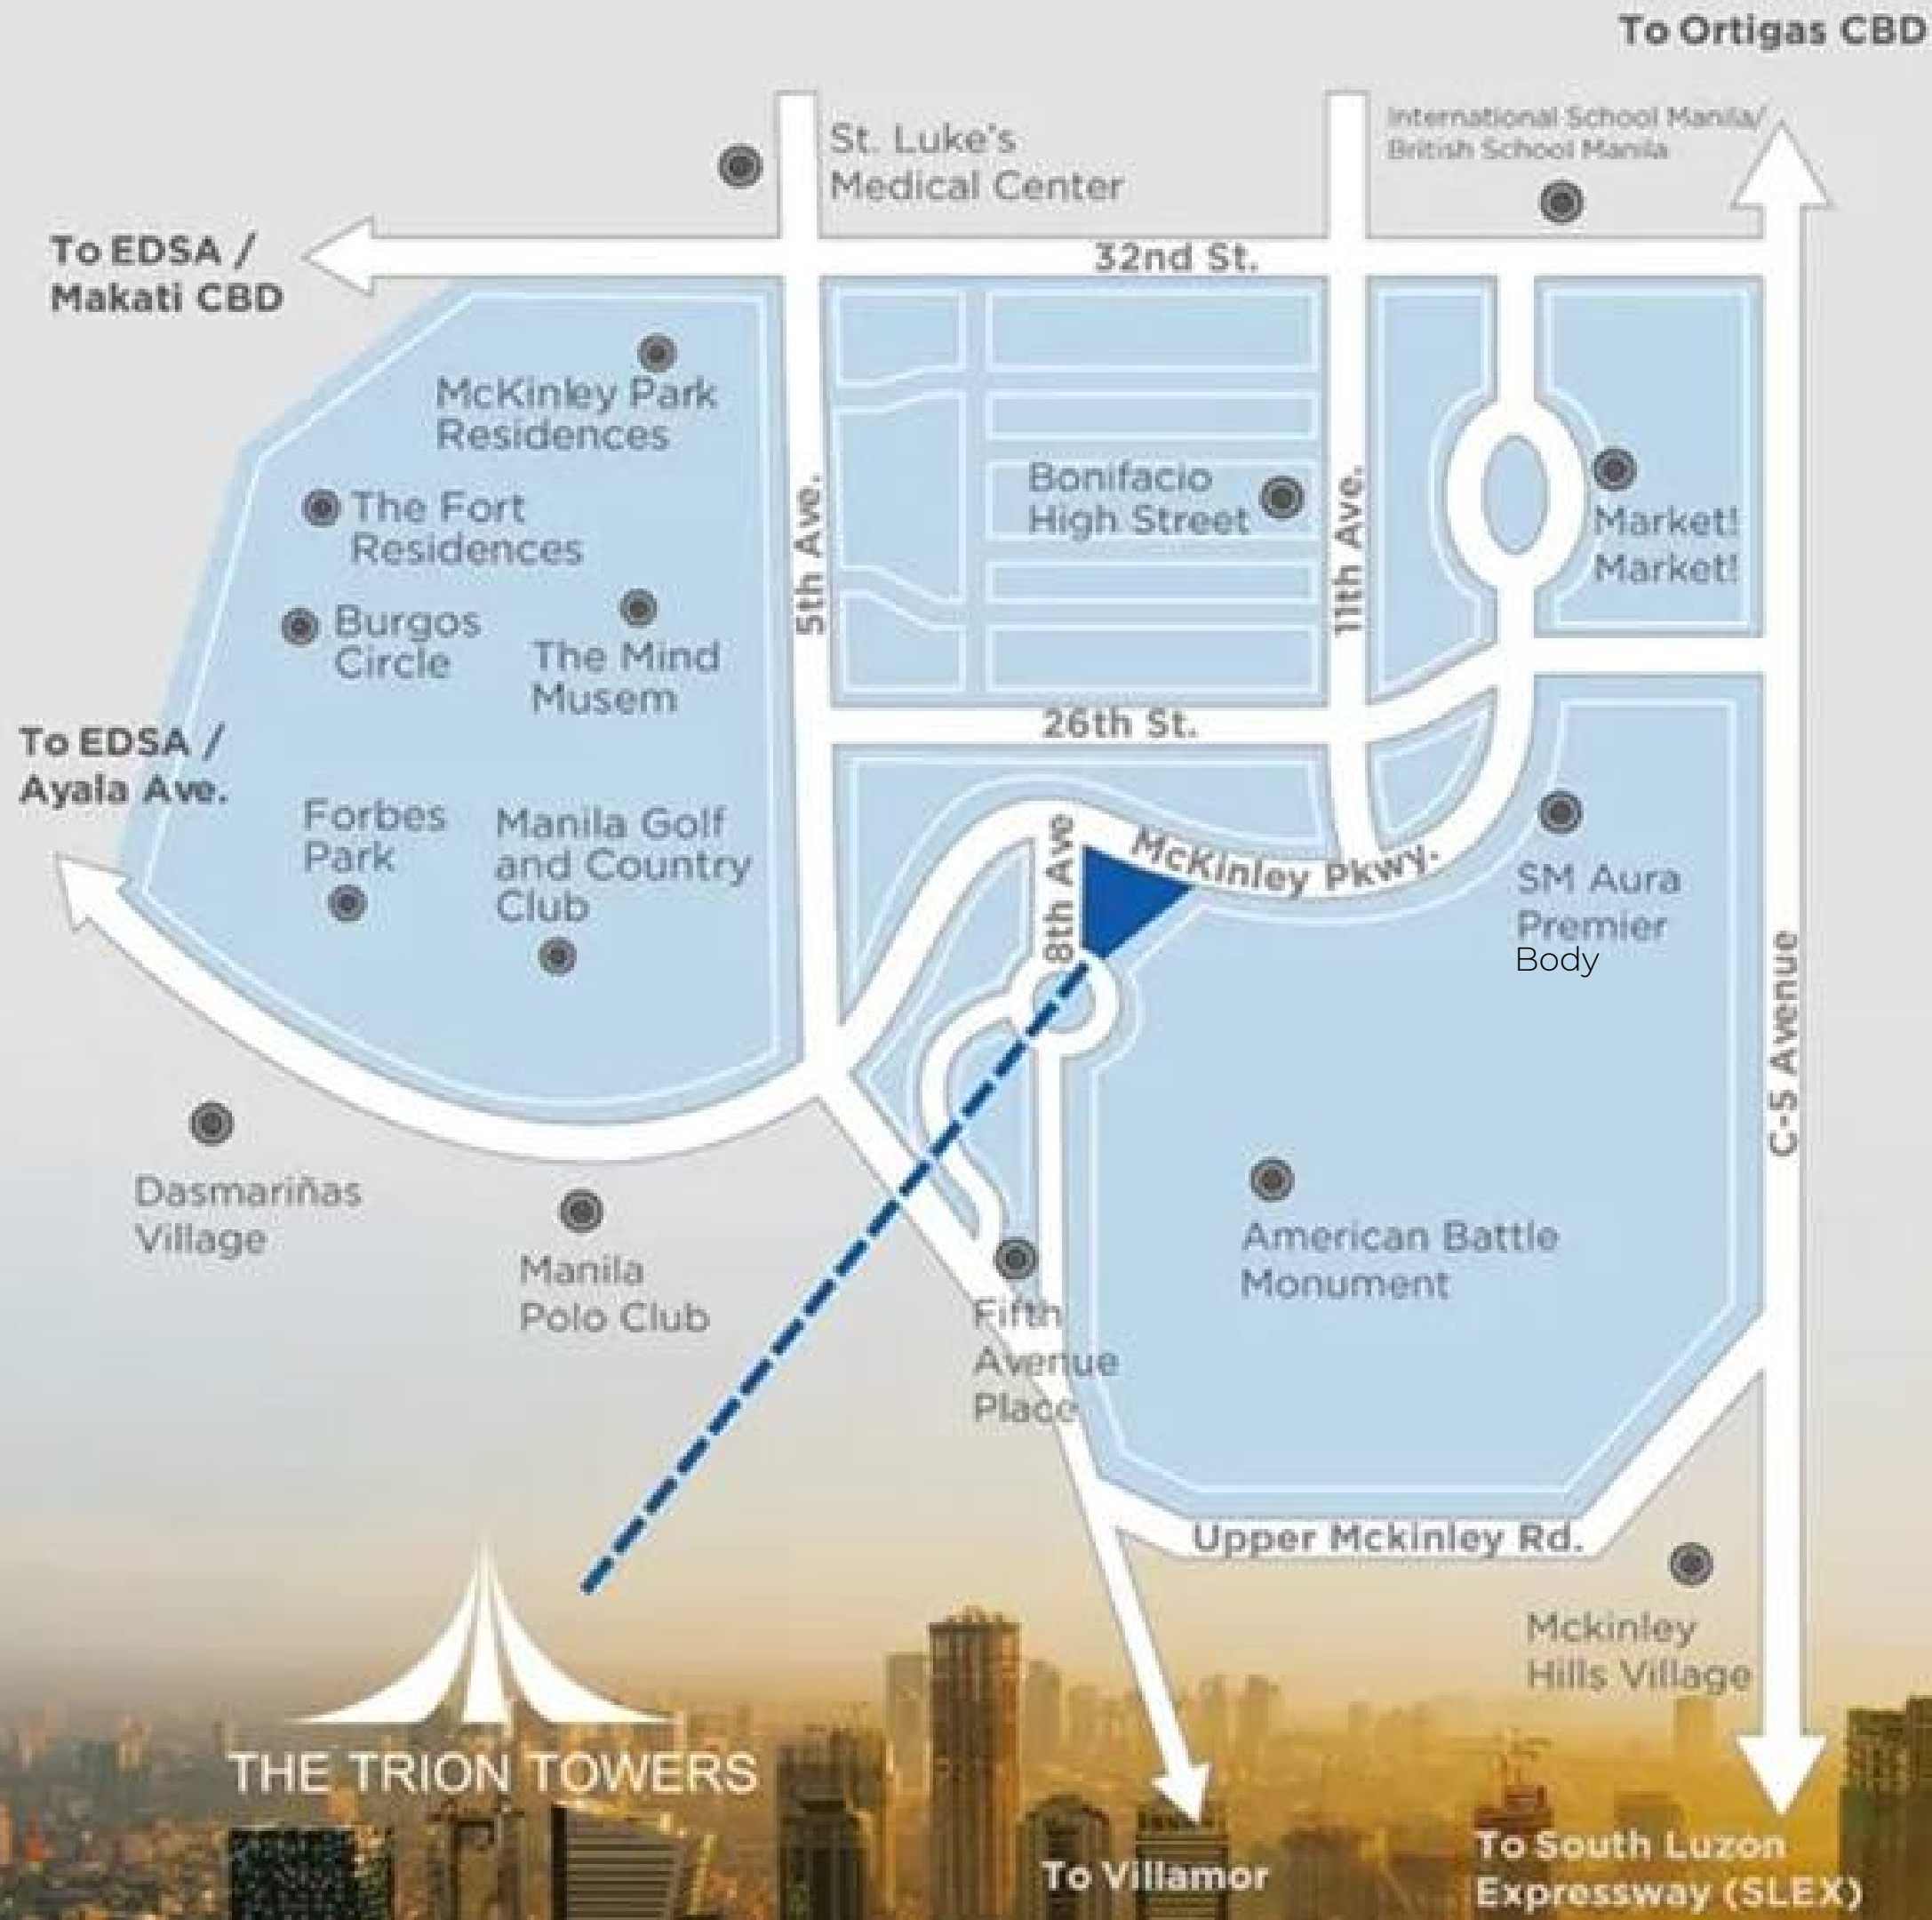 To Ortigas CBD
International School Manila/
British School Manila
St. Luke's
Medical Center
To EDSA /
Makati CBD
32nd St.
McKinley Park
Residences
The Fort
Residences
Bonifacio
High Street
5th Ave.
11th Ave.
Market!
Market!
Burgos
Circle
The Mind
Musem
26th St.
To EDSA /
Ayala Ave.
Forbes
Park
Manila Golf
and Country
Club
8th Ave
McKinley Pkwy.
SM Aura
Premier
Body
C-5 Avenue
Dasmariñas
Village
Manila
Polo Club
American Battle
Monument
Fifth
Avenue
Place
Upper Mckinley Rd.
Mckinley
Hills Village
THE TRION TOWERS
To Villamor
To South Luzon
Expressway (SLEX)